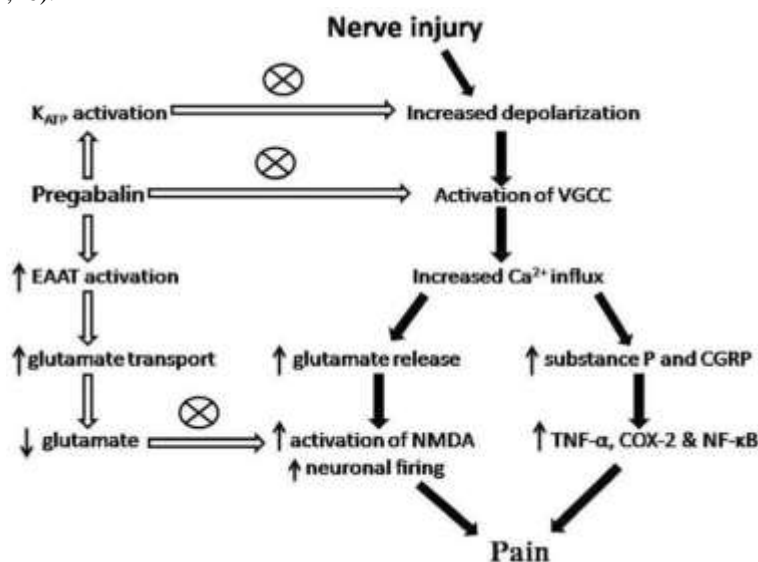 Nerve injury
K_ATP activation
Increased depolarization
Pregabalin
Activation of VGCC
↑ EAAT activation
Increased Ca²⁺ influx
↑ glutamate transport
↑ glutamate release
↑ substance P and CGRP
↓ glutamate
↑ activation of NMDA
↑ neuronal firing
↑ TNF-α, COX-2 & NF-κB
Pain